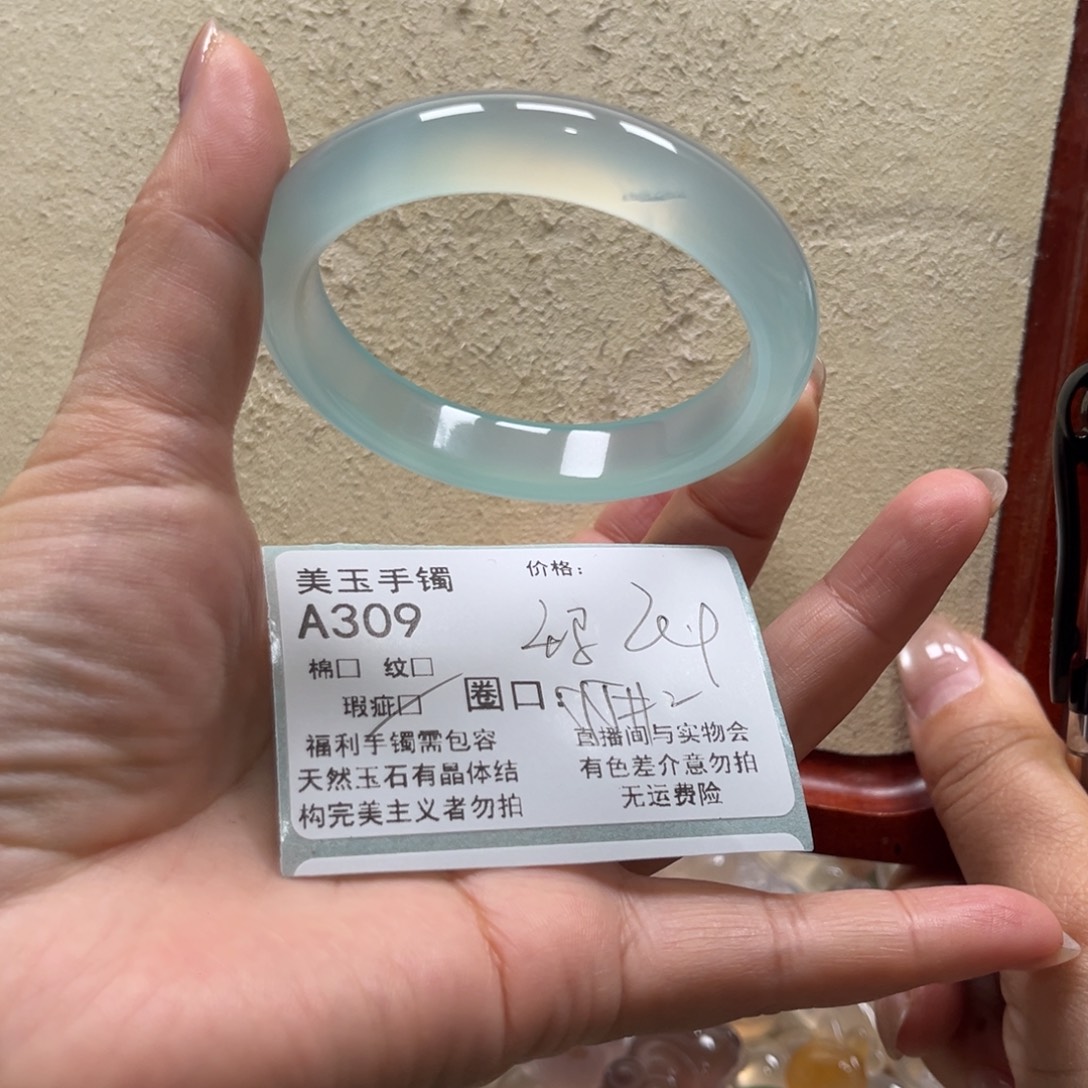 美玉手镯
价格：
A309
棉□ 纹□
瑕疵□
圈口：
福利手镯需包容
天然玉石有晶体结
构完美主义者勿拍
直播间与实物会
有色差介意勿拍
无运费险